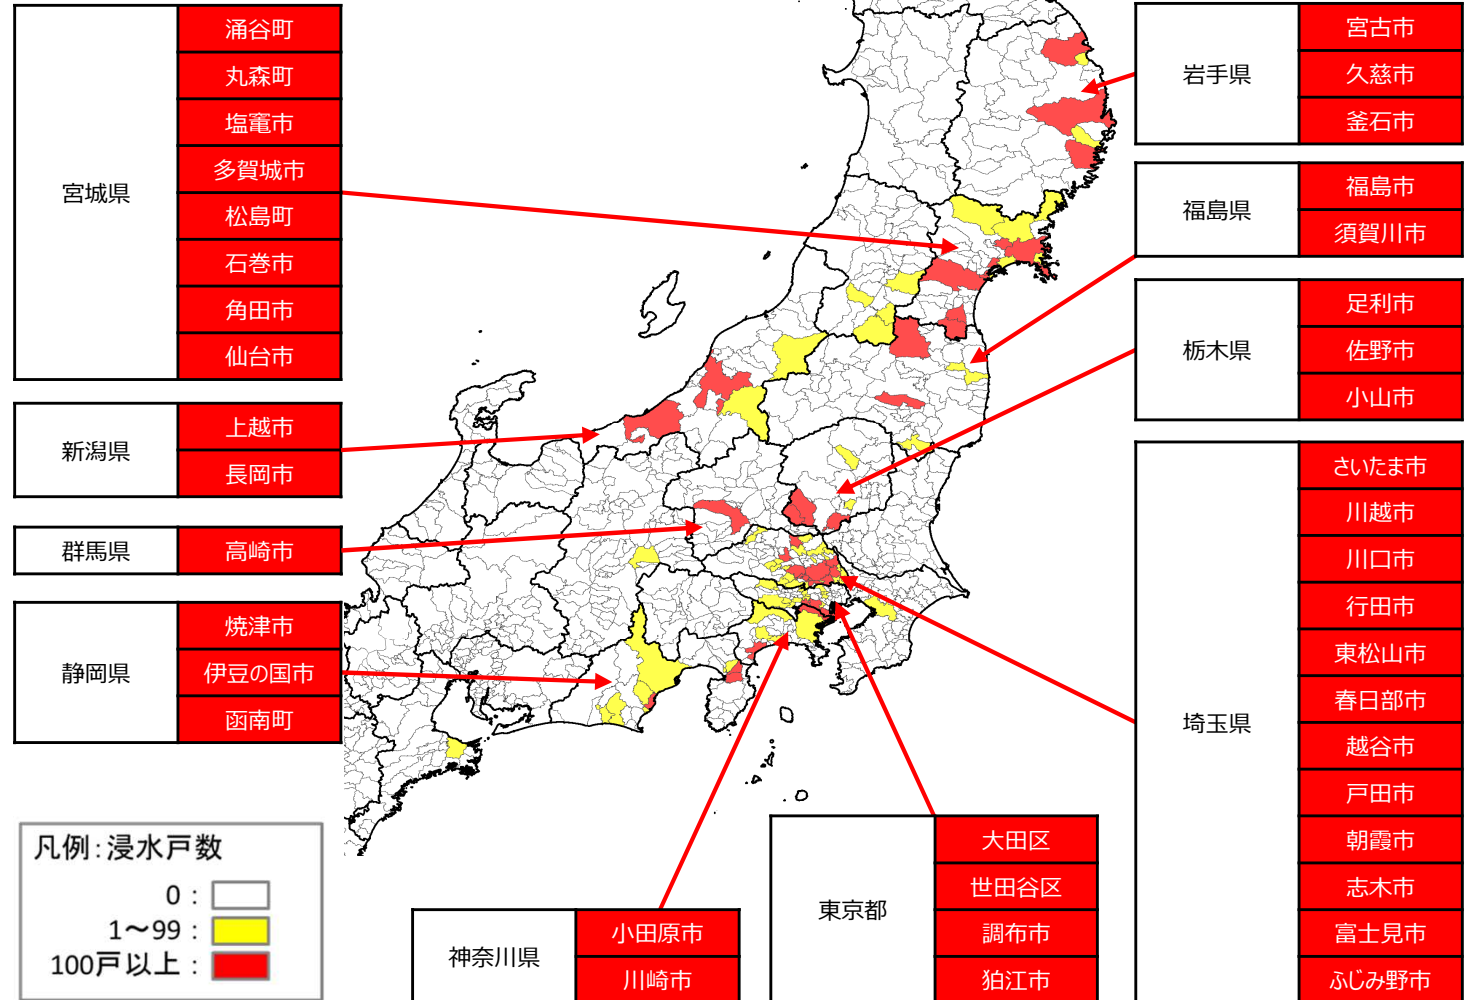 宮城県
涌谷町
丸森町
塩竈市
多賀城市
松島町
石巻市
角田市
仙台市
新潟県
上越市
長岡市
群馬県
高崎市
静岡県
焼津市
伊豆の国市
函南町
凡例：浸水戸数
0：
1～99：
100戸以上：
神奈川県
小田原市
川崎市
東京都
大田区
世田谷区
調布市
狛江市
岩手県
宮古市
久慈市
釜石市
福島県
福島市
須賀川市
栃木県
足利市
佐野市
小山市
埼玉県
さいたま市
川越市
川口市
行田市
東松山市
春日部市
越谷市
戸田市
朝霞市
志木市
富士見市
ふじみ野市